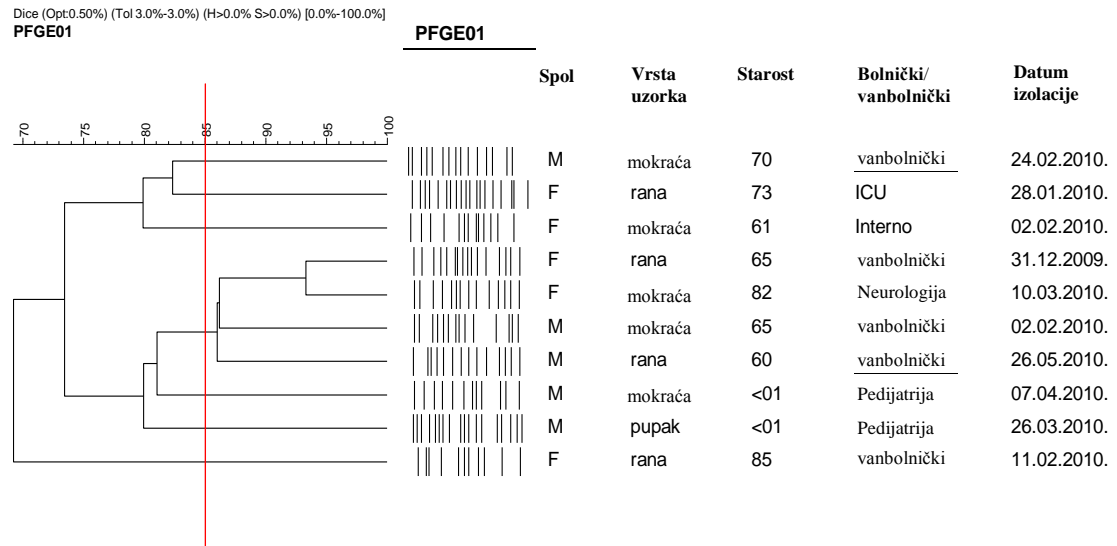 Dice (Opt:0.50%) (Tol 3.0%-3.0%) (H>0.0% S>0.0%) [0.0%-100.0%]
PFGE01 PFGE01
Spol Vrsta uzorka Starost Bolnički/ vanbolnički Datum izolacije
70 75 80 85 90 95 100
M mokraća 70 vanbolnički 24.02.2010.
F rana 73 ICU 28.01.2010.
F mokraća 61 Interno 02.02.2010.
F rana 65 vanbolnički 31.12.2009.
F mokraća 82 Neurologija 10.03.2010.
M mokraća 65 vanbolnički 02.02.2010.
M rana 60 vanbolnički 26.05.2010.
M mokraća <01 Pedijatrija 07.04.2010.
M pupak <01 Pedijatrija 26.03.2010.
F rana 85 vanbolnički 11.02.2010.